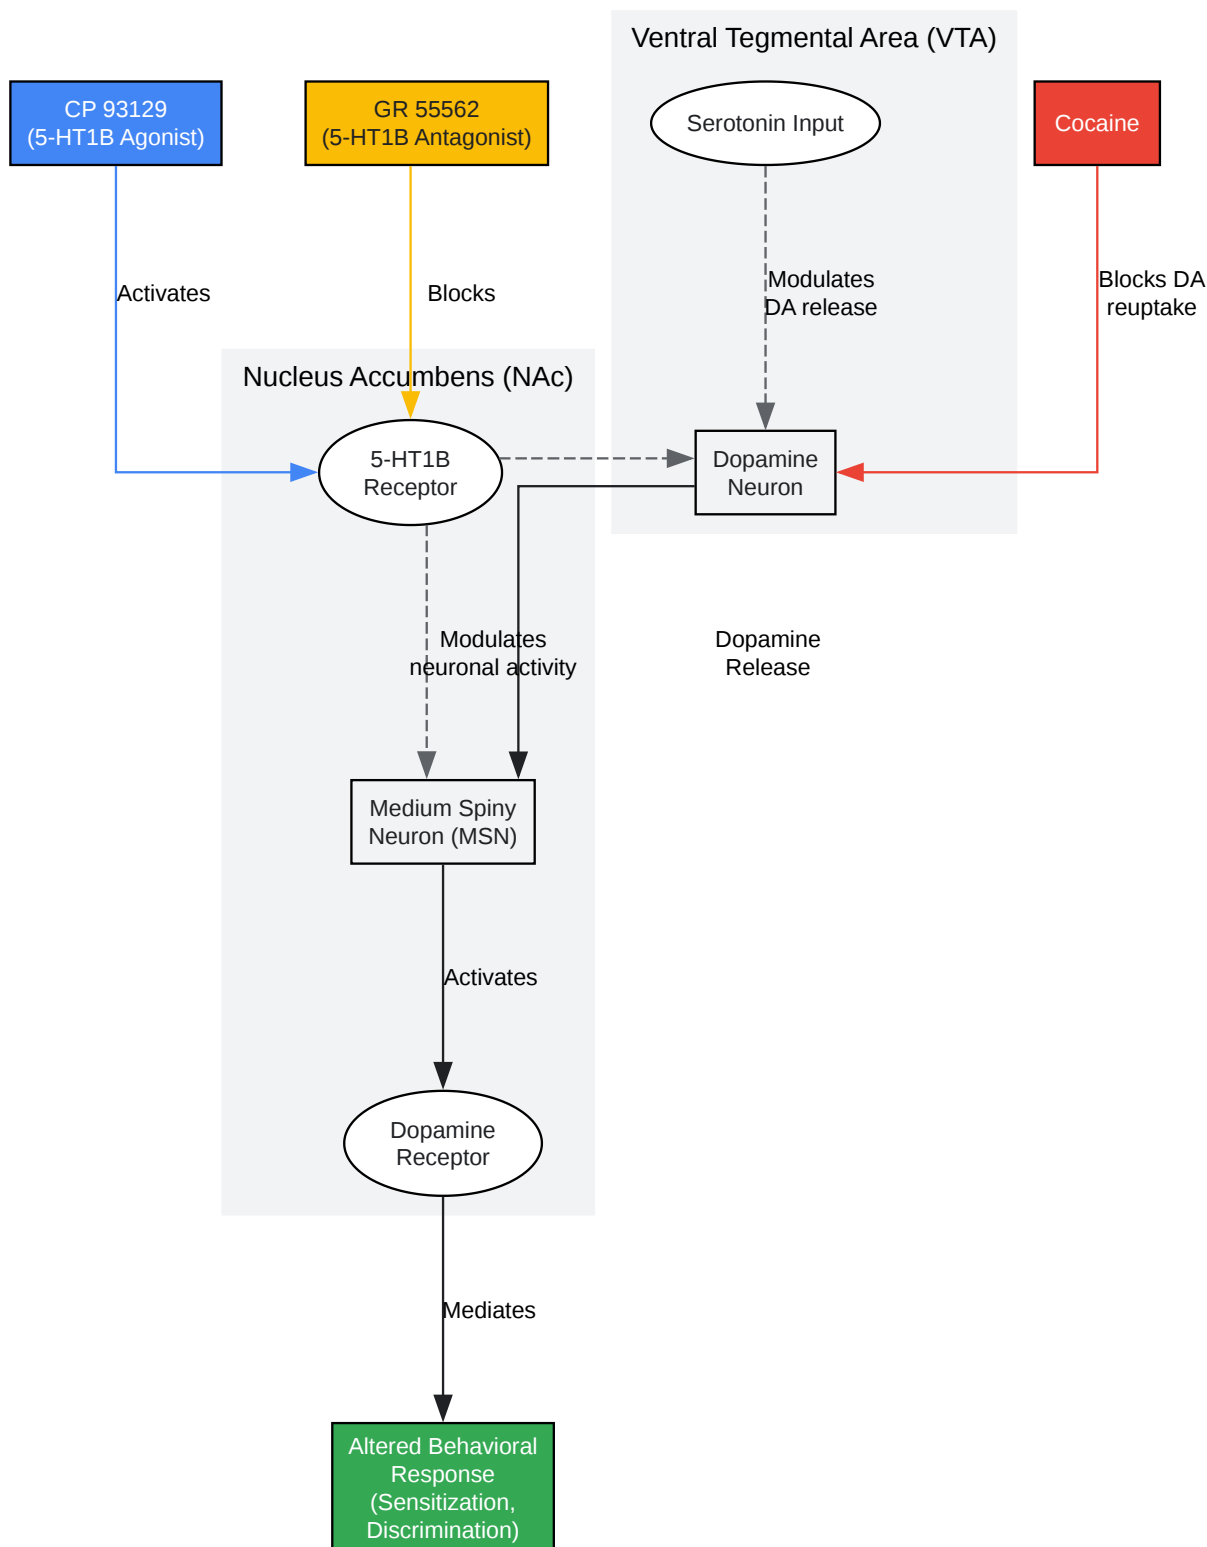 Ventral Tegmental Area (VTA)
CP 93129
(5-HT1B Agonist)
GR 55562
(5-HT1B Antagonist)
Serotonin Input
Cocaine
Activates
Blocks
Modulates
DA release
Blocks DA
reuptake
Nucleus Accumbens (NAc)
5-HT1B
Receptor
Dopamine
Neuron
Modulates
neuronal activity
Dopamine
Release
Medium Spiny
Neuron (MSN)
Activates
Dopamine
Receptor
Mediates
Altered Behavioral
Response
(Sensitization,
Discrimination)